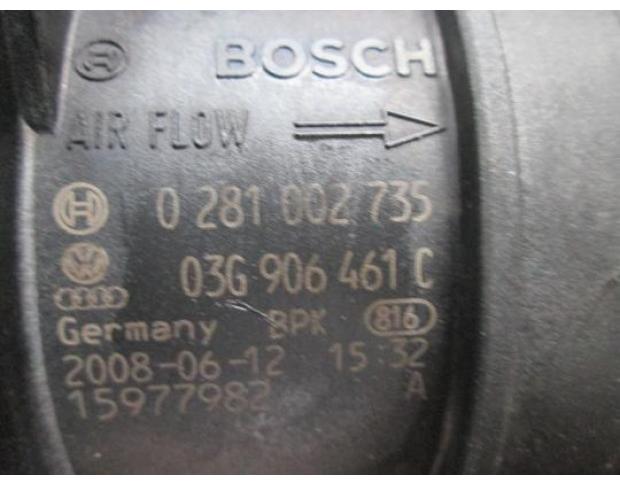 BOSCH
AIR FLOW
0 281 002 735
03G 906 461 C
Germany BPK 816
2008-06-12 15:32
15977982 A